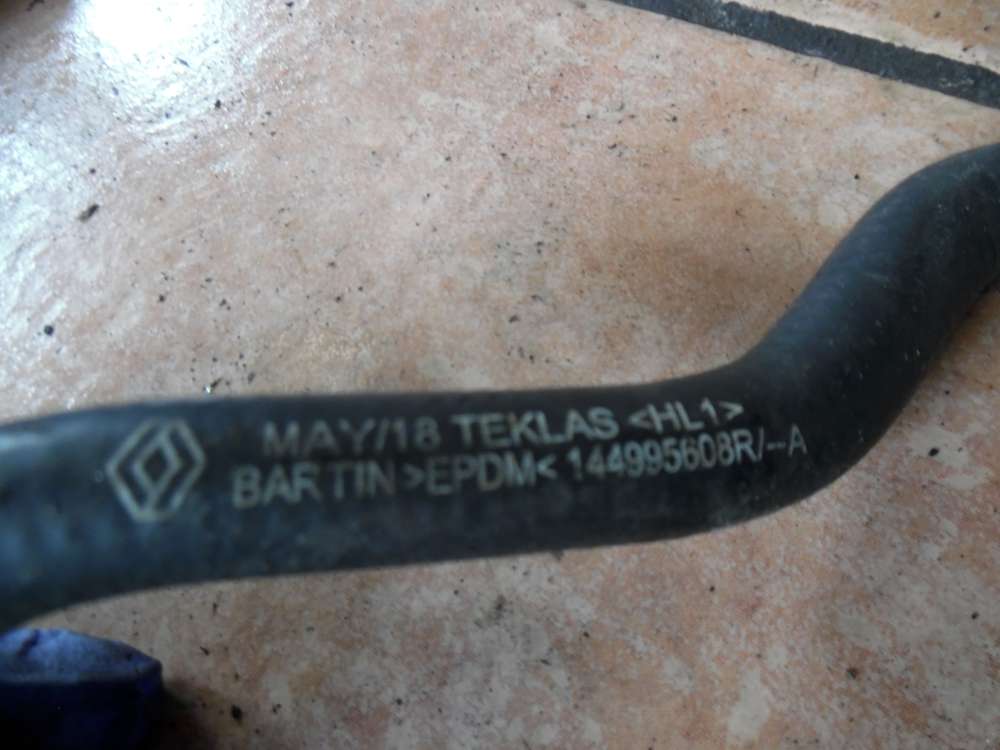 MAY/18 TEKLAS <HL1>
BARTIN >EPDM< 144995608R/--A